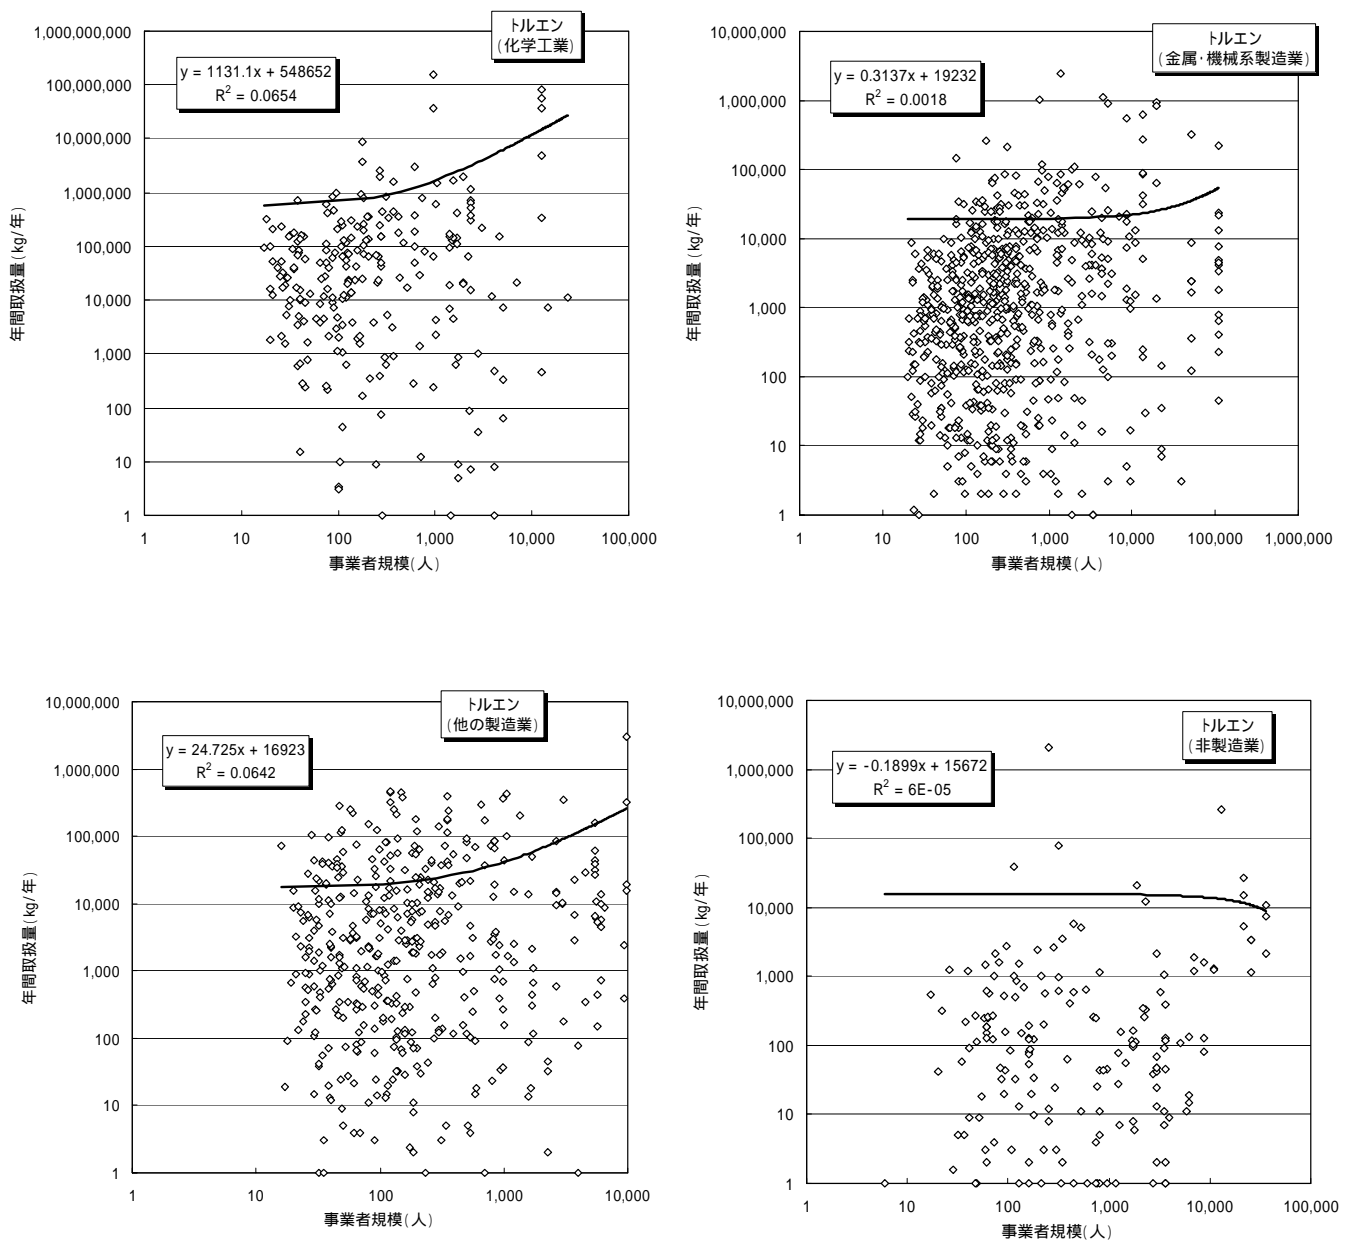 トルエン
(化学工業)
y = 1131.1x + 548652
R² = 0.0654
1,000,000,000
100,000,000
10,000,000
1,000,000
100,000
10,000
1,000
100
10
1
1 10 100 1,000 10,000 100,000
年間取扱量(kg/年)
事業者規模(人)
トルエン
(金属・機械系製造業)
y = 0.3137x + 19232
R² = 0.0018
10,000,000
1,000,000
100,000
10,000
1,000
100
10
1
1 10 100 1,000 10,000 100,000 1,000,000
年間取扱量(kg/年)
事業者規模(人)
トルエン
(他の製造業)
y = 24.725x + 16923
R² = 0.0642
10,000,000
1,000,000
100,000
10,000
1,000
100
10
1
1 10 100 1,000 10,000
年間取扱量(kg/年)
事業者規模(人)
トルエン
(非製造業)
y = -0.1899x + 15672
R² = 6E-05
10,000,000
1,000,000
100,000
10,000
1,000
100
10
1
1 10 100 1,000 10,000 100,000
年間取扱量(kg/年)
事業者規模(人)